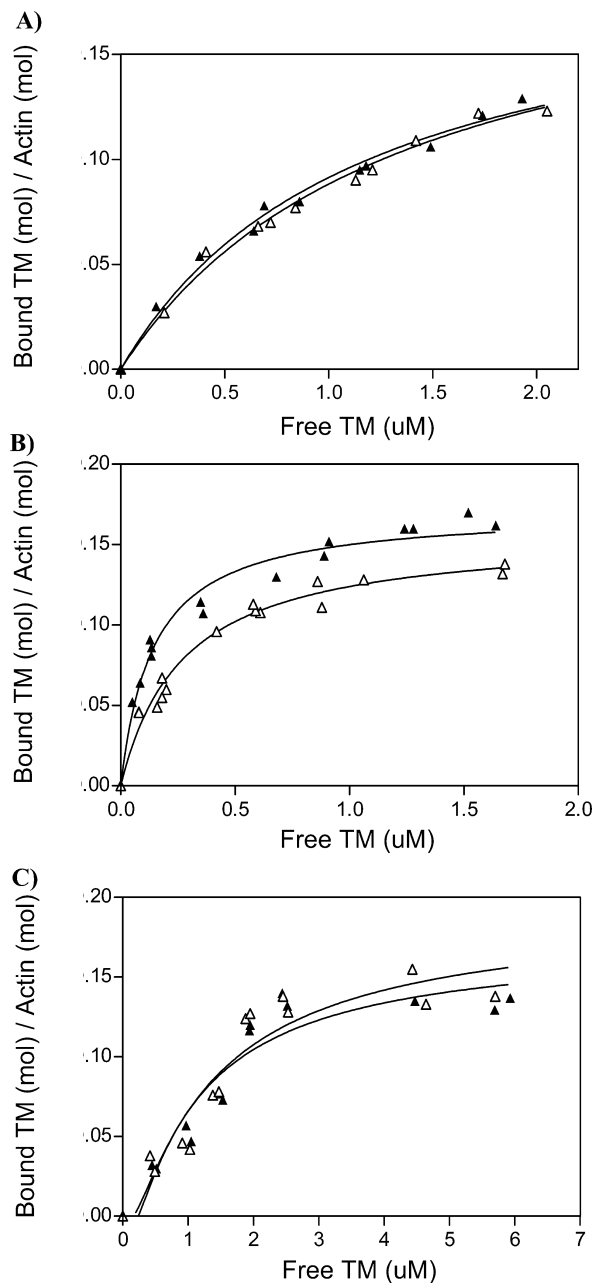 A)
Bound TM (mol) / Actin (mol)
.15
.10
.05
.00
0.0 0.5 1.0 1.5 2.0
Free TM (uM)
B)
Bound TM (mol) / Actin (mol)
.20
.15
.10
.05
.00
0.0 0.5 1.0 1.5 2.0
Free TM (uM)
C)
Bound TM (mol) / Actin (mol)
.20
.15
.10
.05
.00
0 1 2 3 4 5 6 7
Free TM (uM)